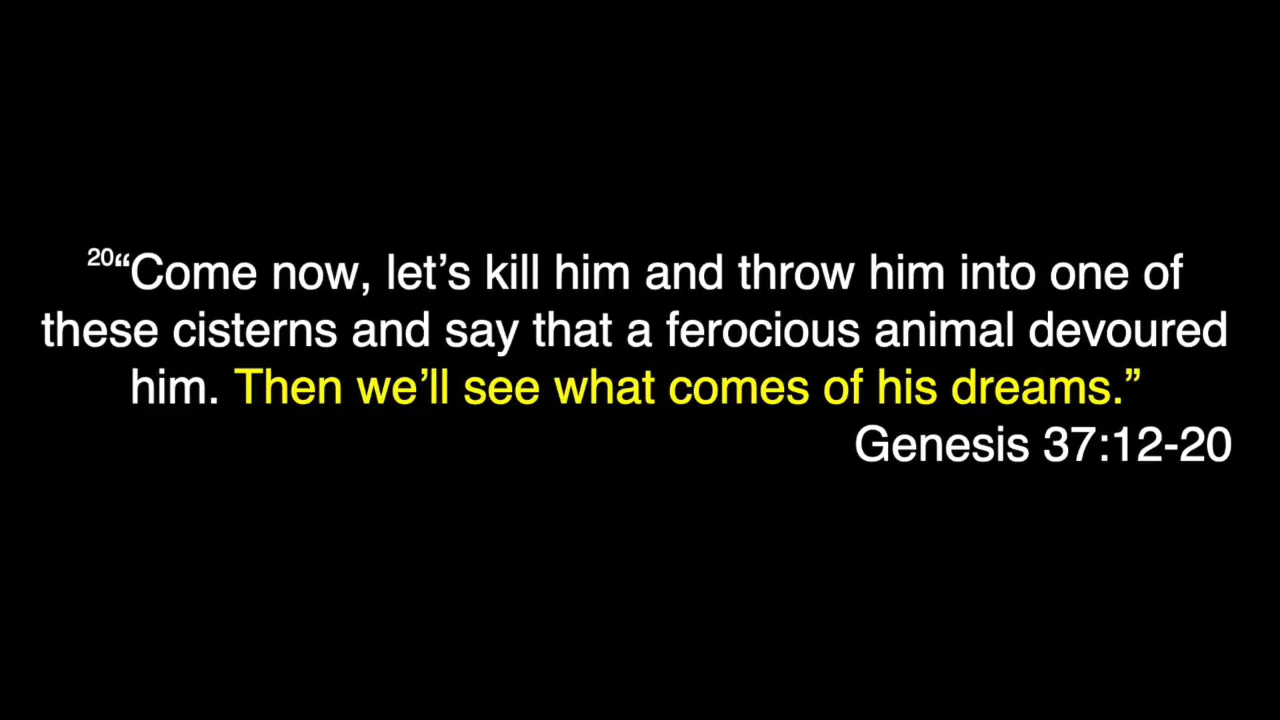 20“Come now, let’s kill him and throw him into one of
these cisterns and say that a ferocious animal devoured
him. Then we’ll see what comes of his dreams.”
Genesis 37:12-20